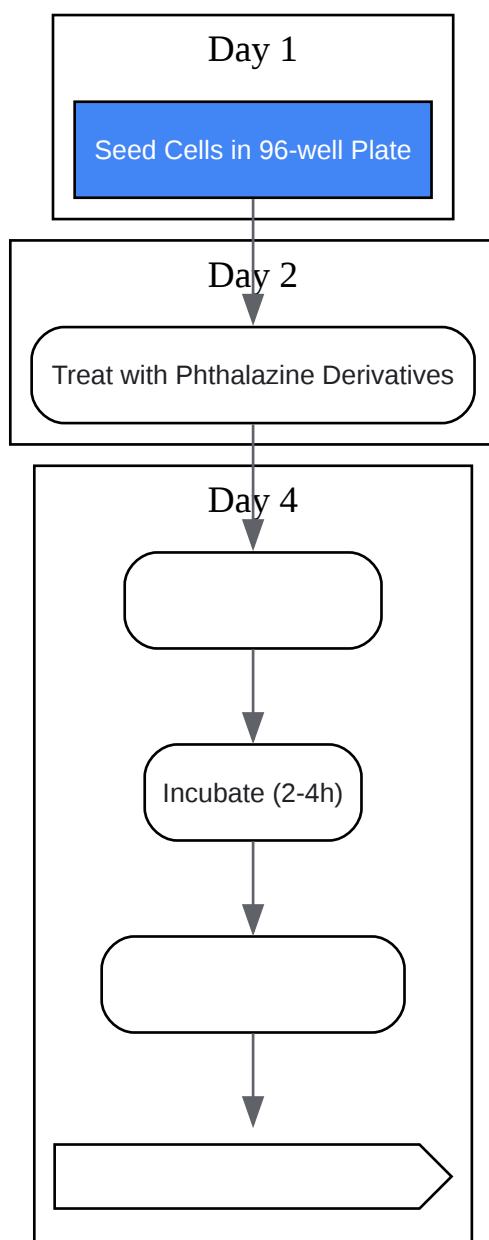 Day 1
Seed Cells in 96-well Plate
Day 2
Treat with Phthalazine Derivatives
Day 4
Incubate (2-4h)